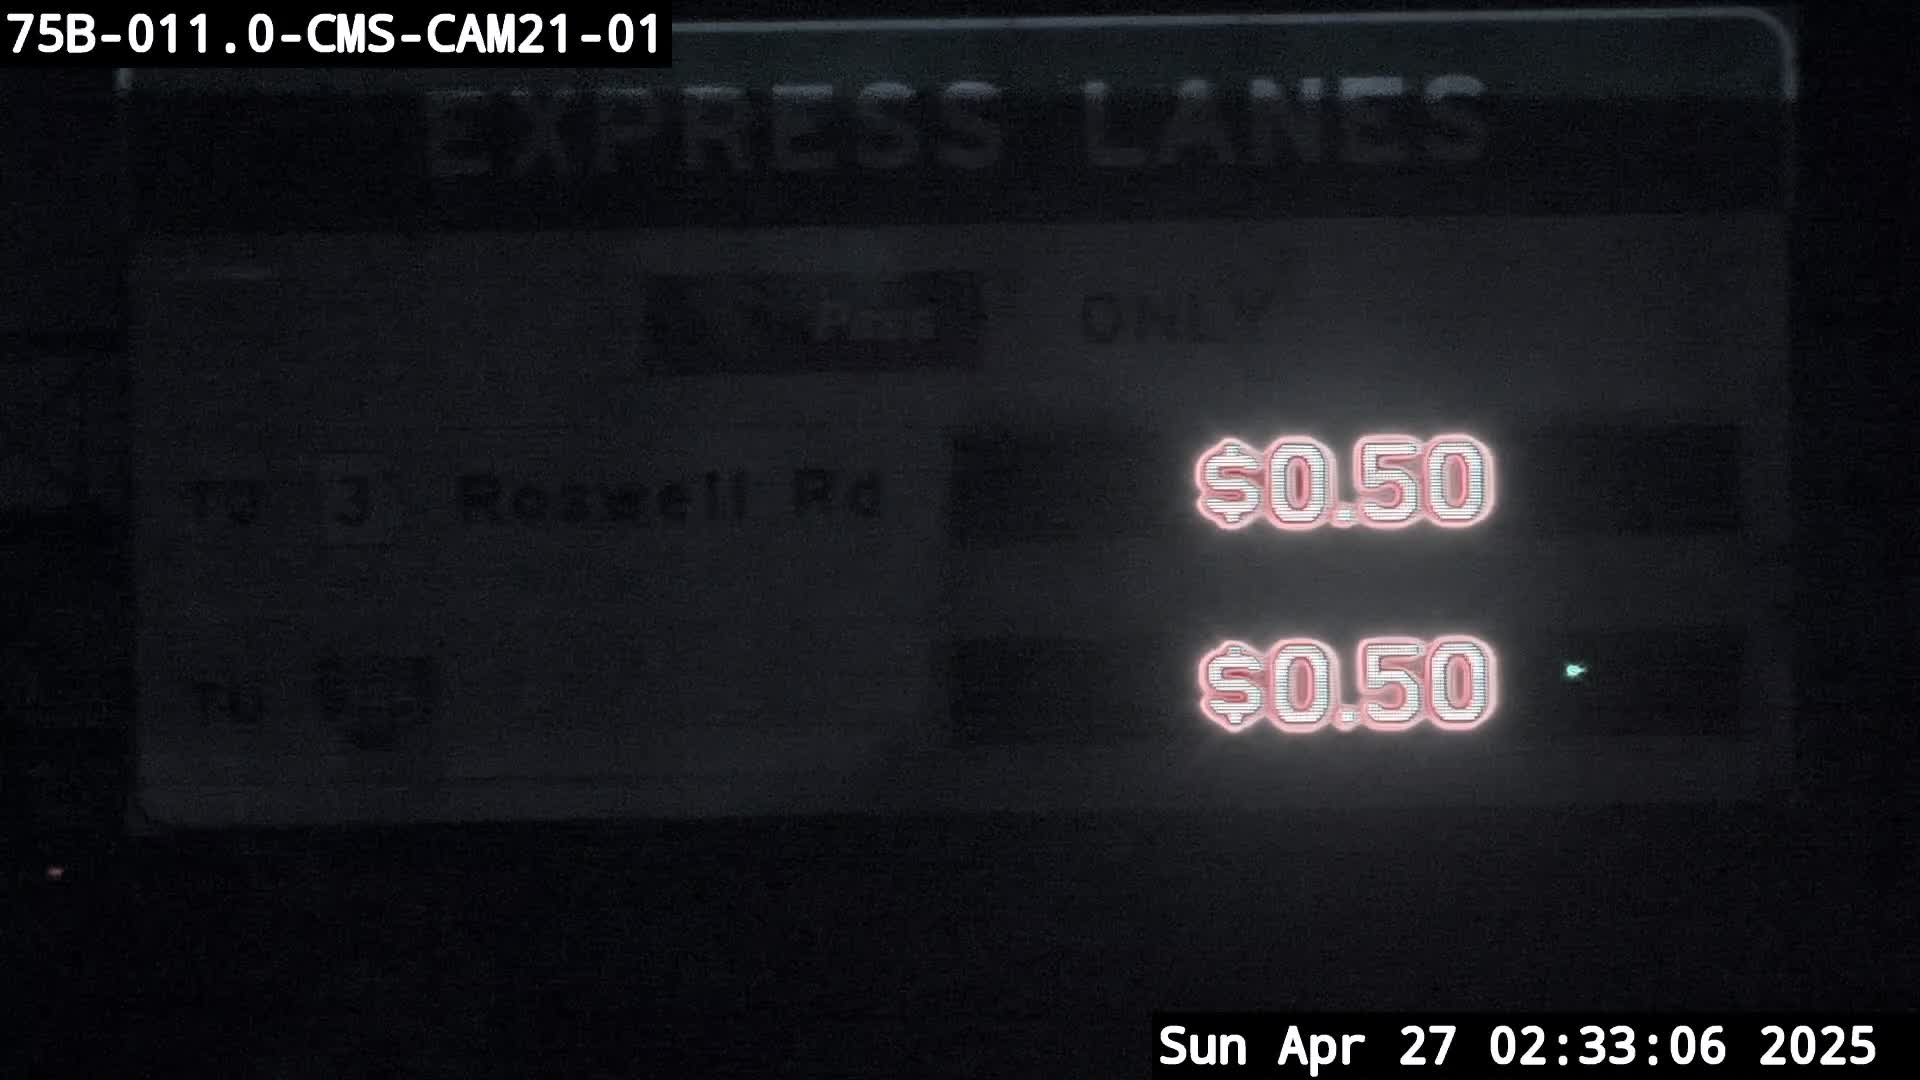 75B-011.0-CMS-CAM21-01
EXPRESS LANES
Pass ONLY
TO 3 Roswell Rd $0.50
TO $0.50
Sun Apr 27 02:33:06 2025